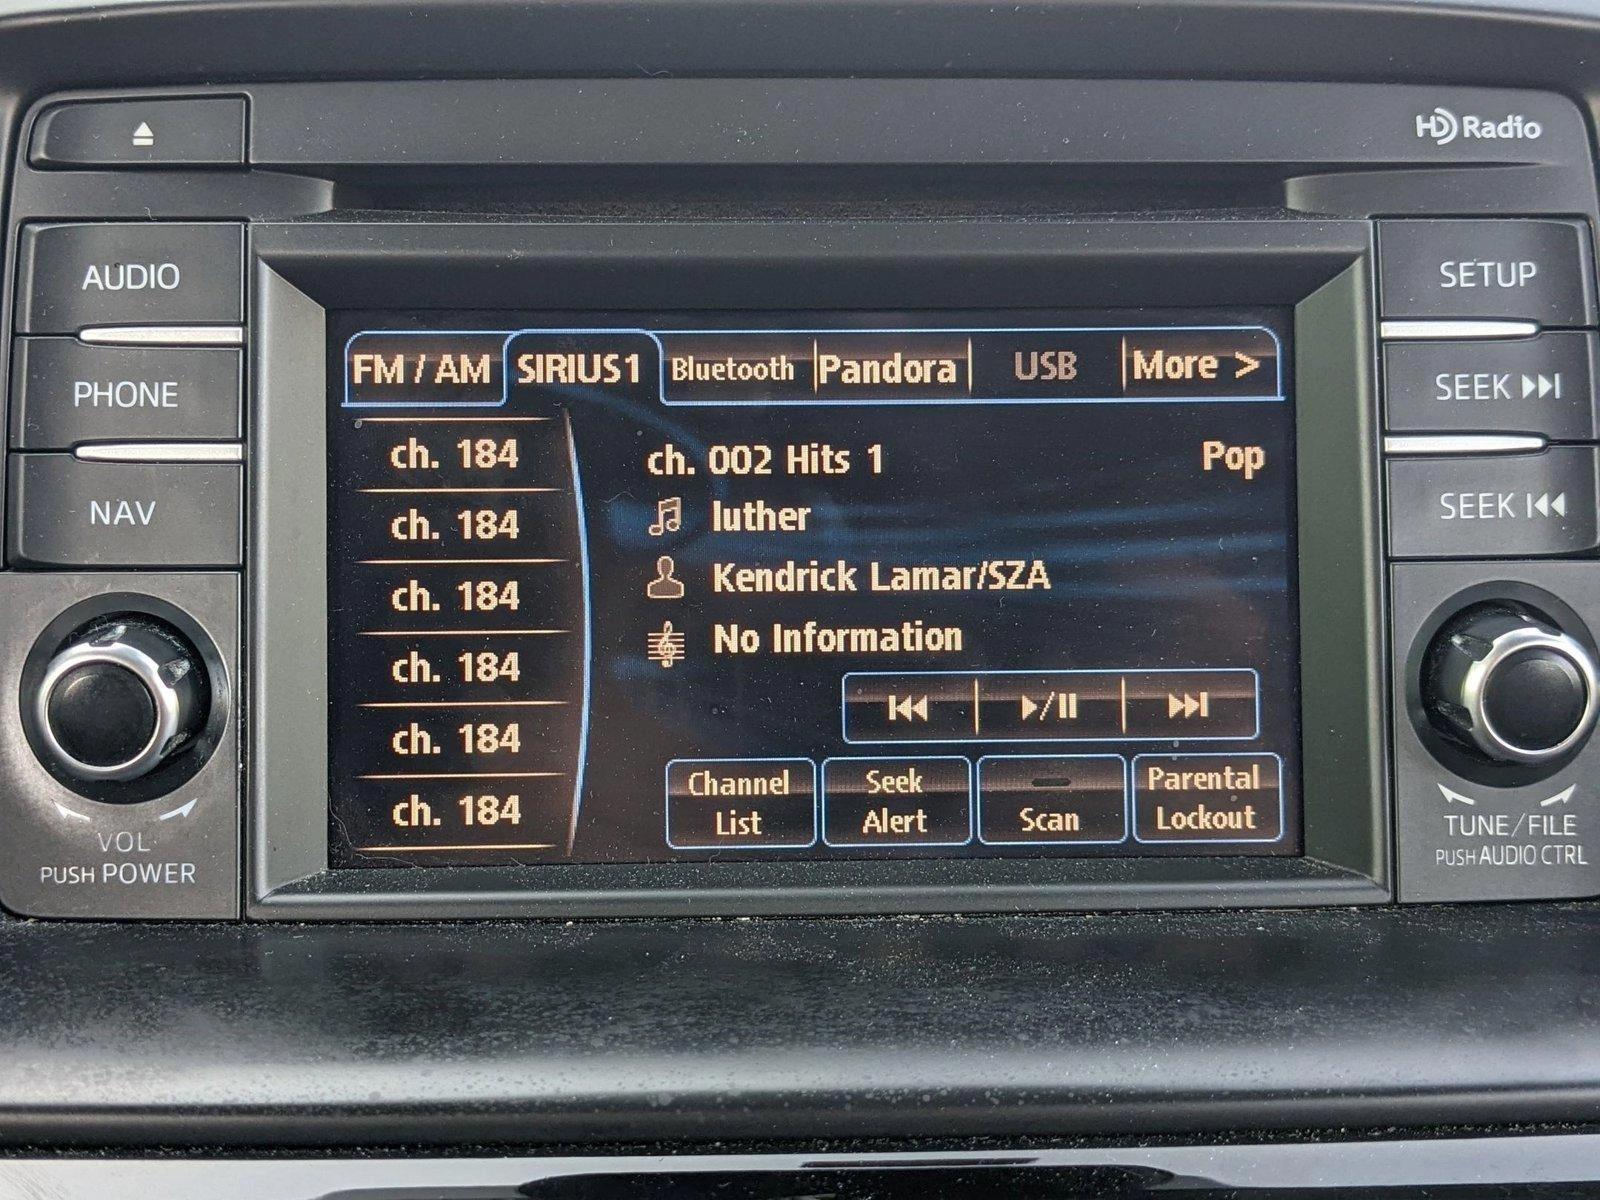 HD Radio
AUDIO
PHONE
NAV
VOL
PUSH POWER
FM / AM
SIRIUS1
Bluetooth
Pandora
USB
More >
ch. 184
ch. 184
ch. 184
ch. 184
ch. 184
ch. 184
ch. 002 Hits 1
Pop
luther
Kendrick Lamar/SZA
No Information
Channel
List
Seek
Alert
Scan
Parental
Lockout
SETUP
SEEK
SEEK
TUNE/FILE
PUSH AUDIO CTRL